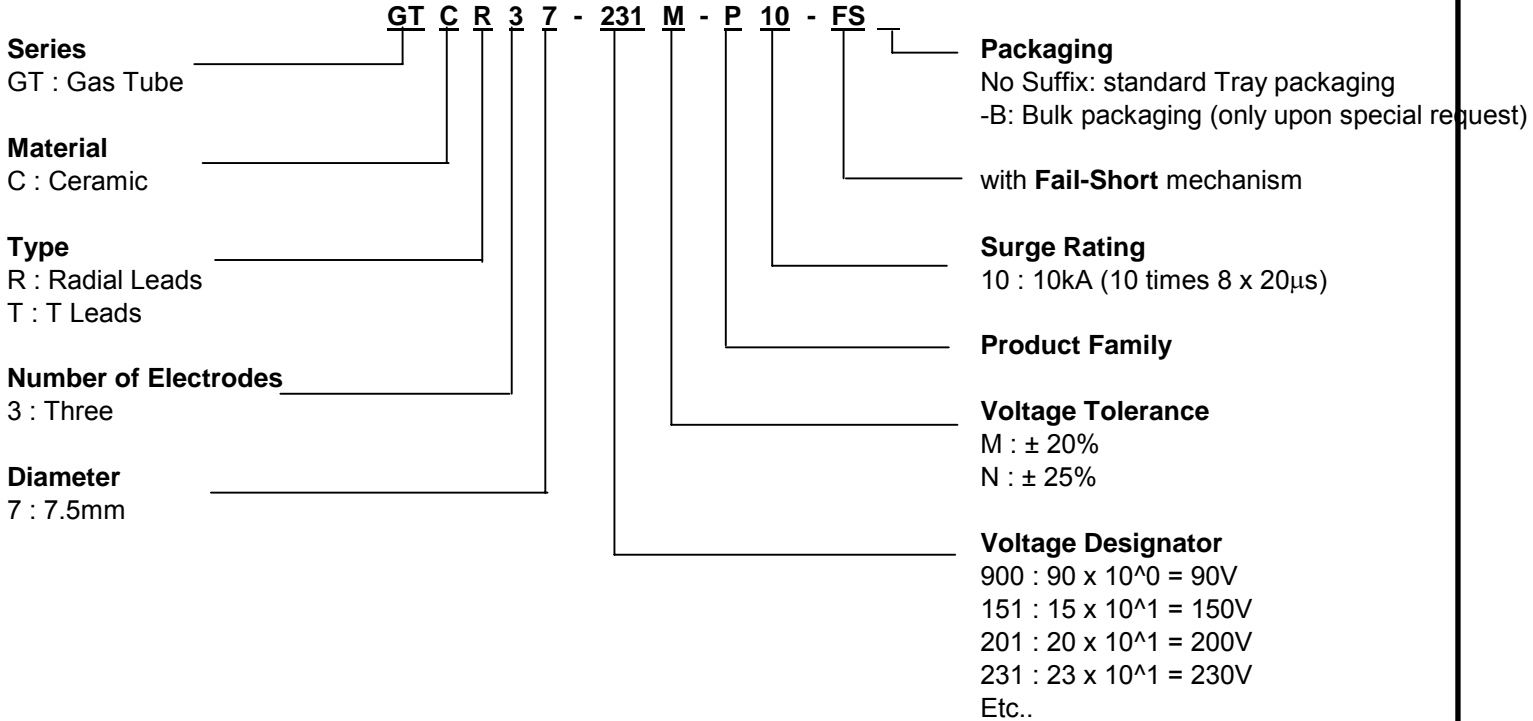 GT C R 3 7 - 231 M - P 10 - FS _
Series
GT : Gas Tube
Material
C : Ceramic
Type
R : Radial Leads
T : T Leads
Number of Electrodes
3 : Three
Diameter
7 : 7.5mm
Packaging
No Suffix: standard Tray packaging
-B: Bulk packaging (only upon special request)
with Fail-Short mechanism
Surge Rating
10 : 10kA (10 times 8 x 20μs)
Product Family
Voltage Tolerance
M : ± 20%
N : ± 25%
Voltage Designator
900 : 90 x 10^0 = 90V
151 : 15 x 10^1 = 150V
201 : 20 x 10^1 = 200V
231 : 23 x 10^1 = 230V
Etc..